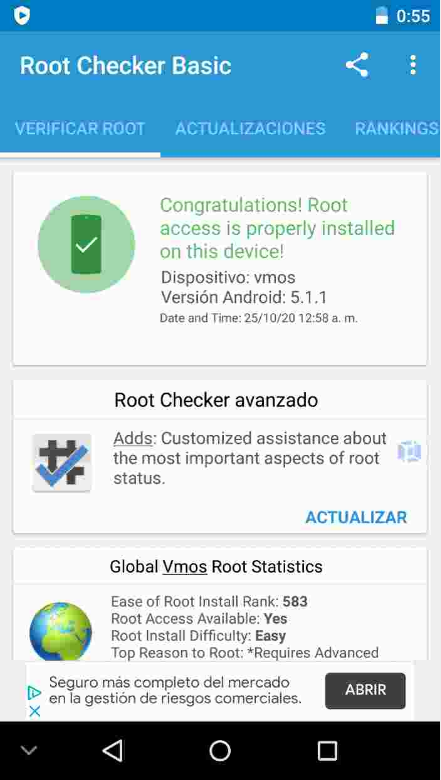 0:55
Root Checker Basic
VERIFICAR ROOT ACTUALIZACIONES RANKINGS
Congratulations! Root
access is properly installed
on this device!
Dispositivo: vmos
Versión Android: 5.1.1
Date and Time: 25/10/20 12:58 a. m.
Root Checker avanzado
Adds: Customized assistance about
the most important aspects of root
status.
ACTUALIZAR
Global Vmos Root Statistics
Ease of Root Install Rank: 583
Root Access Available: Yes
Root Install Difficulty: Easy
Top Reason to Root: *Requires Advanced
Seguro más completo del mercado
en la gestión de riesgos comerciales.
ABRIR